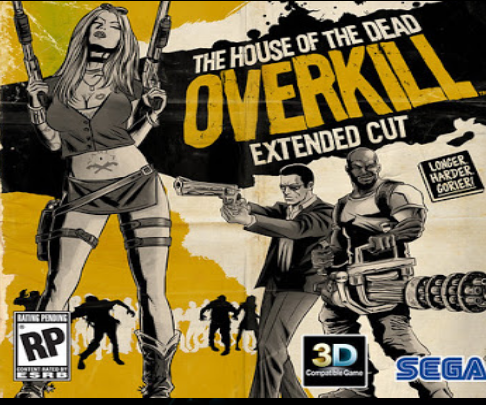 THE HOUSE OF THE DEAD
OVERKILL™
EXTENDED CUT
LONGER
HARDER
GORIER!
RATING PENDING
RP
CONTENT RATED BY
ESRB
3D
Compatible Game
SEGA